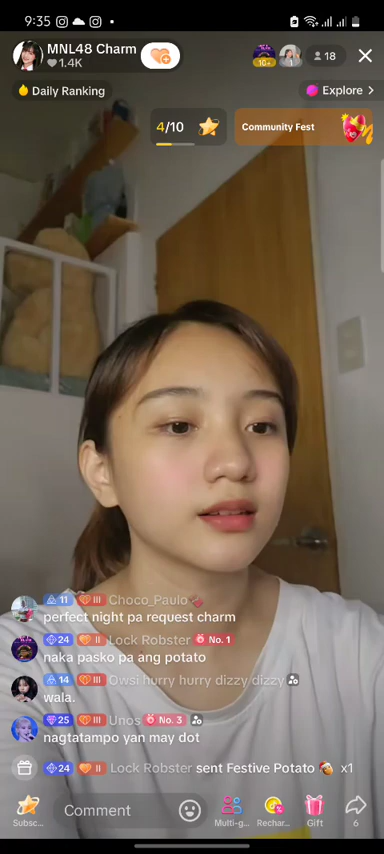 9:35
MNL48 Charm
1.4K
10+
18
Daily Ranking
Explore >
4/10
Community Fest
11 III Choco_Paulo
perfect night pa request charm
24 II Lock Robster No. 1
naka pasko pa ang potato
14 III Owsi hurry hurry dizzy dizzy
wala.
25 III Unos No. 3
nagtatampo yan may dot
24 II Lock Robster sent Festive Potato x1
Comment
Subsc... Multi-g... Rechar... Gift 6